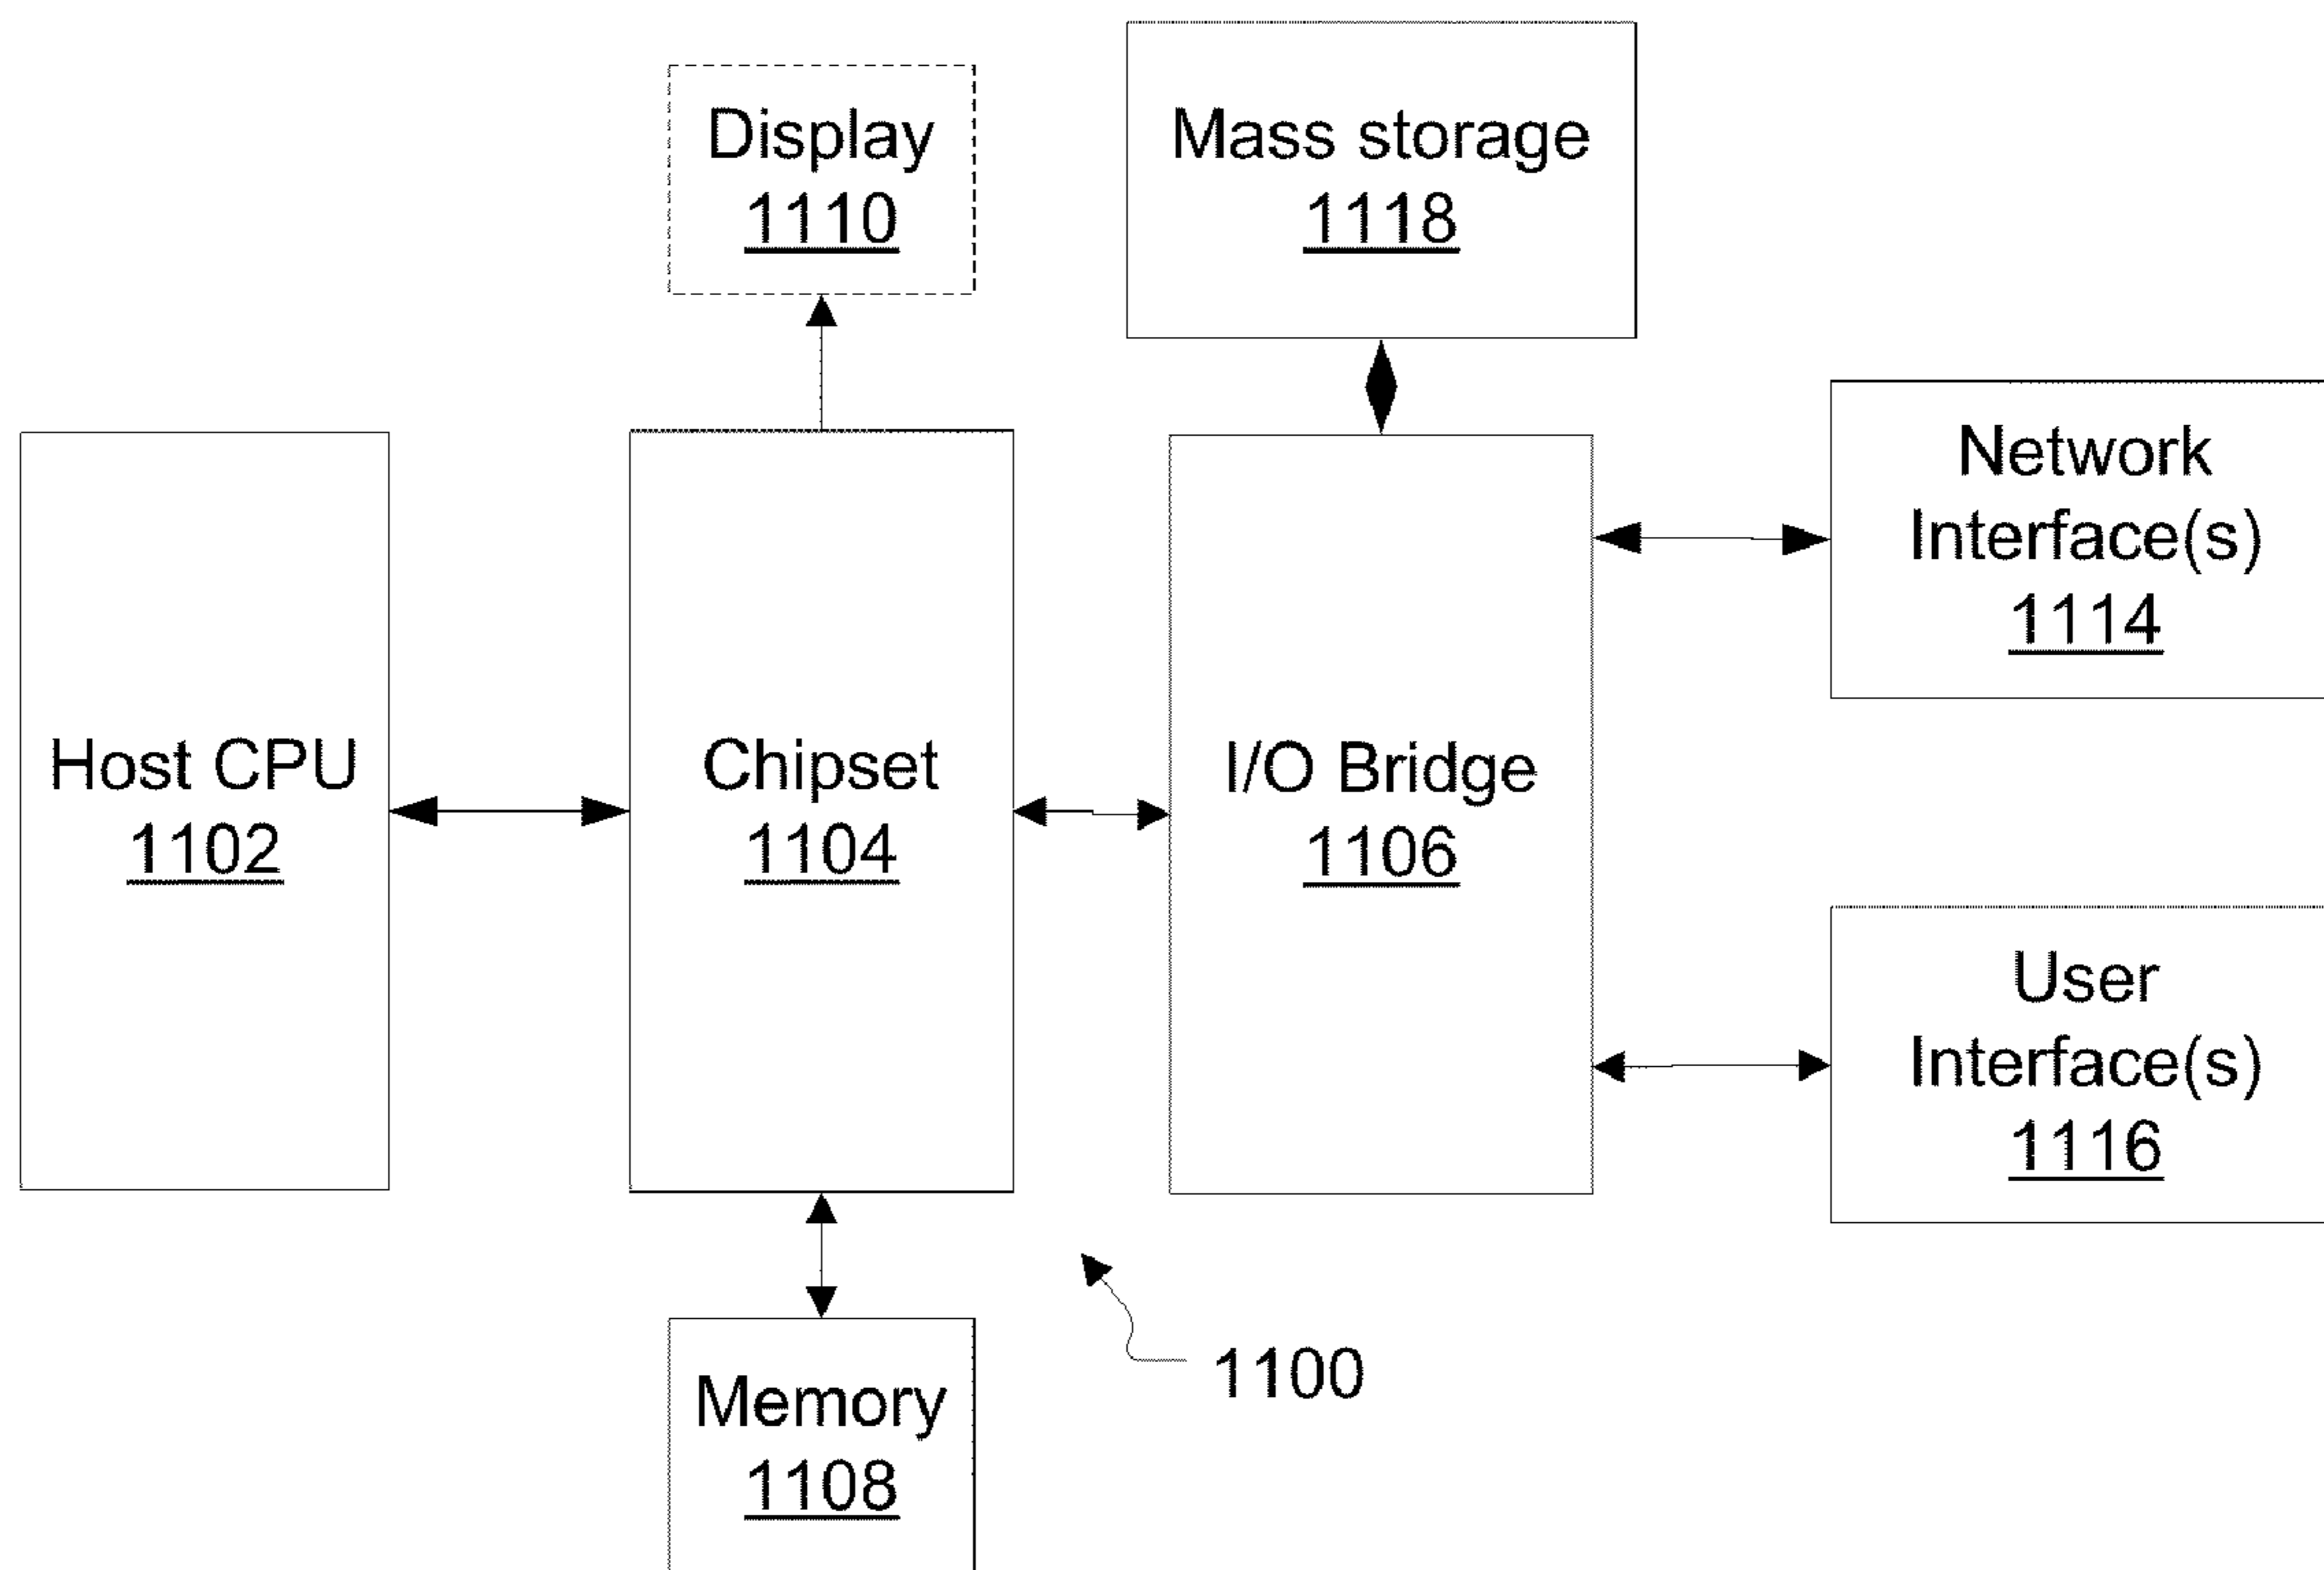 Display
1110
Mass storage
1118
Network
Interface(s)
1114
Host CPU
1102
Chipset
1104
I/O Bridge
1106
User
Interface(s)
1116
1100
Memory
1108